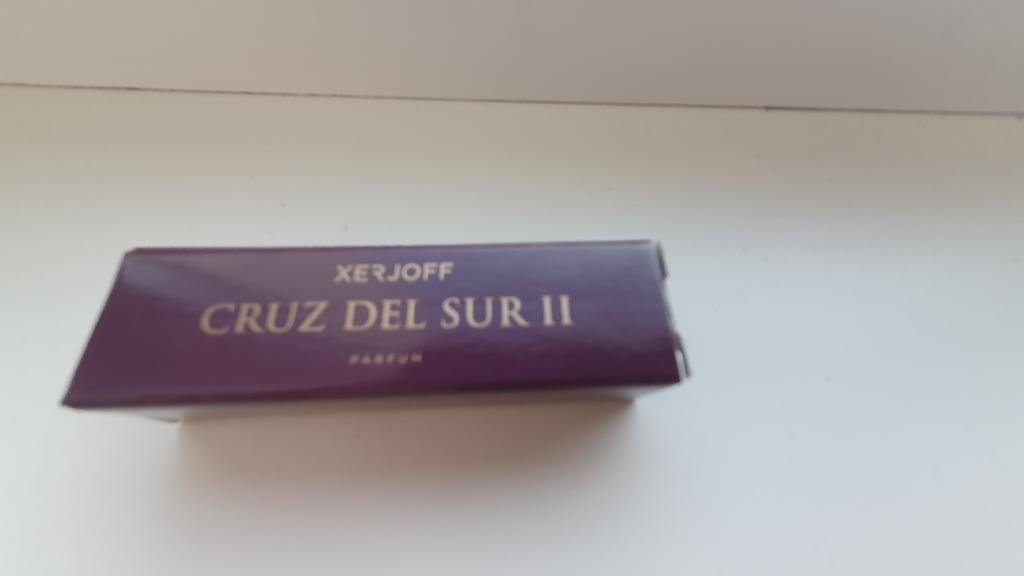 XERJOFF
CRUZ DEL SUR II
PARFUM